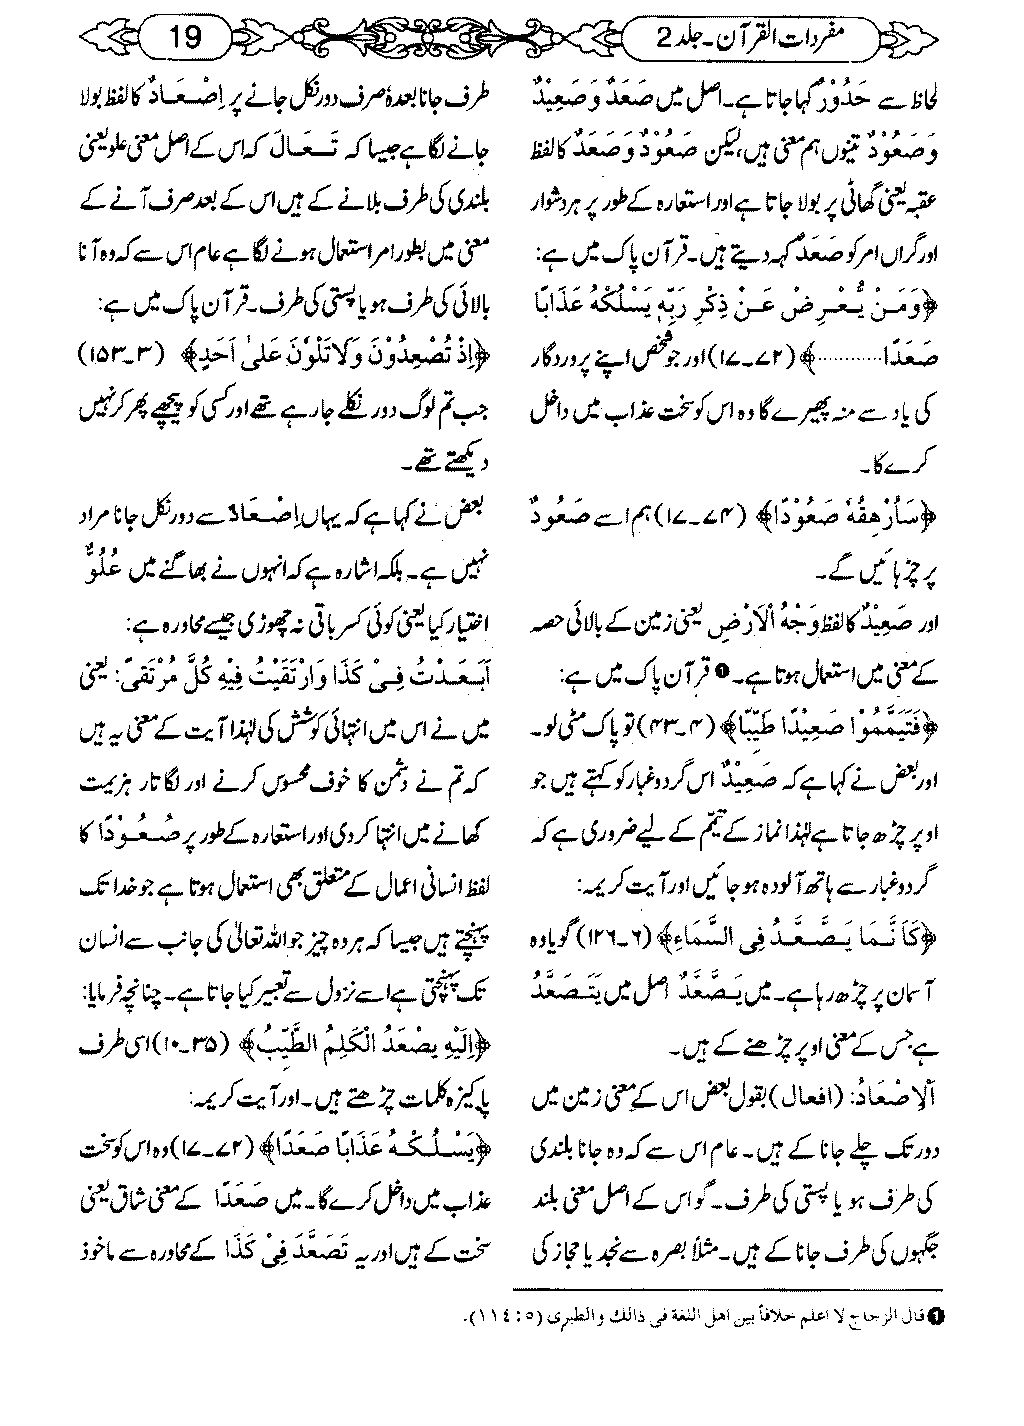 مفردات القرآن۔جلد 2
19
لحاظ سے حَدُوْرٌ کہا جاتا ہے۔ اصل میں صَعَدٌ وَ صَعِیْدٌ
وَ صَعُوْدٌ تینوں ہم معنی ہیں،لیکن صَعُوْدٌ وَصَعَدٌ کا لفظ
عقبہ یعنی گھاٹی پر بولا جاتا ہے اور استعارہ کے طور پر ہر دشوار
اور گراں امر کو صَعَدٌ کہہ دیتے ہیں۔ قرآن پاک میں ہے:
﴿وَمَنْ یُّعْرِضْ عَنْ ذِکْرِ رَبِّهٖ یَسْلُكْهُ عَذَابًا
صَعَدًا............﴾ (۷۲۔۱۷) اور جو شخص اپنے پروردگار
کی یاد سے منہ پھیرے گا وہ اس کو سخت عذاب میں داخل
کرے گا۔
﴿سَاُرْهِقُهٗ صَعُوْدًا﴾ (۷۴۔۱۷) ہم اسے صَعُوْدٌ
پر چڑہائیں گے۔
اور صَعِیْدٌ کا لفظ وَجْهُ الْاَرْضِ یعنی زمین کے بالائی حصہ
کے معنی میں استعمال ہوتا ہے۔❶ قرآن پاک میں ہے:
﴿فَتَیَمَّمُوْا صَعِیْدًا طَیِّبًا﴾ (۴۔۴۳) تو پاک مٹی لو۔
اور بعض نے کہا ہے کہ صَعِیْدٌ اس گرد و غبار کو کہتے ہیں جو
اوپر چڑھ جاتا ہے لہٰذا نماز کے تیمّم کے لیے ضروری ہے کہ
گرد و غبار سے ہاتھ آلودہ ہو جائیں اور آیت کریمہ:
﴿كَاَنَّمَا یَصَّعَّدُ فِی السَّمَاءِ﴾ (۶۔۱۲۶) گویا وہ
آسمان پر چڑھ رہا ہے۔ میں یَصَّعَّدُ اصل میں یَتَصَعَّدُ
ہے جس کے معنی اوپر چڑھنے کے ہیں۔
اَلْاِصْعَادُ: (افعال) بقول بعض اس کے معنی زمین میں
دور تک چلے جانا کے ہیں۔ عام اس سے کہ وہ جانا بلندی
کی طرف ہو یا پستی کی طرف۔ گو اس کے اصل معنی بلند
جگہوں کی طرف جانا کے ہیں۔ مثلاً بصرہ سے نجد یا حجاز کی
طرف جانا بعدہٗ صرف دور نکل جانے پر اِصْعَادٌ کا لفظ بولا
جانے لگا ہے جیسا کہ تَعَالَ کہ اس کے اصل معنی علو یعنی
بلندی کی طرف بلانے کے ہیں اس کے بعد صرف آنے کے
معنی میں بطور امر استعمال ہونے لگا ہے عام اس سے کہ وہ آنا
بالائی کی طرف ہو یا پستی کی طرف۔ قرآن پاک میں ہے:
﴿اِذْ تُصْعِدُوْنَ وَلَا تَلْوٗنَ عَلٰی اَحَدٍ﴾ (۳۔۱۵۳)
جب تم لوگ دور نکلے جا رہے تھے اور کسی کو پیچھے پھر کر نہیں
دیکھتے تھے۔
بعض نے کہا ہے کہ یہاں اِصْعَادٌ سے دور نکل جانا مراد
نہیں ہے۔ بلکہ اشارہ ہے کہ انہوں نے بھاگنے میں عُلُوٌّ
اختیار کیا یعنی کوئی کسر باقی نہ چھوڑی جیسے محاورہ ہے:
اَبَعَدْتُ فِیْ کَذَا وَارْتَقَیْتُ فِیْهِ کُلَّ مُرْتَقًی: یعنی
میں نے اس میں انتہائی کوشش کی لہٰذا آیت کے معنی یہ ہیں
کہ تم نے دشمن کا خوف محسوس کرنے اور لگاتار ہزیمت
کھانے میں انتہا کر دی اور استعارہ کے طور پر صُعُوْدًا کا
لفظ انسانی اعمال کے متعلق بھی استعمال ہوتا ہے جو خدا تک
پہنچتے ہیں جیسا کہ ہر وہ چیز جو اللہ تعالٰی کی جانب سے انسان
تک پہنچتی ہے اسے نزول سے تعبیر کیا جاتا ہے۔ چنانچہ فرمایا:
﴿اِلَیْهِ یصْعَدُ الْکَلِمُ الطَّیِّبُ﴾ (۳۵۔۱۰) اسی طرف
پاکیزہ کلمات چڑھتے ہیں۔ اور آیت کریمہ:
﴿یَسْلُكْهُ عَذَابًا صَعَدًا﴾ (۷۲۔۱۷) وہ اس کو سخت
عذاب میں داخل کرے گا۔ میں صَعَدًا کے معنی شاق یعنی
سخت کے ہیں اور یہ تَصَعَّدَ فِیْ کَذَا کے محاورہ سے ماخوذ
❶ قال الزجاج لا اعلم خلافاً بین اهل اللغة فی ذالك والطبری (٥:١١٤).